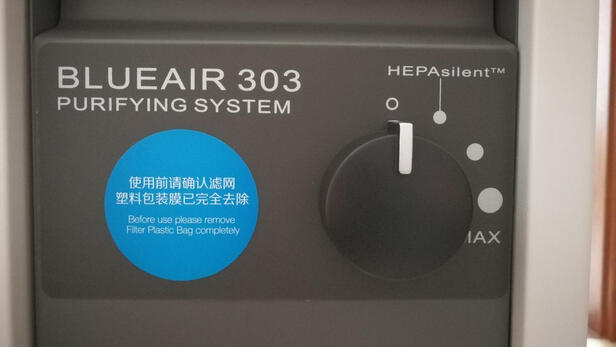 BLUEAIR 303
PURIFYING SYSTEM
HEPAsilent™
使用前请确认滤网
塑料包装膜已完全去除
Before use please remove
Filter Plastic Bag completely
MAX